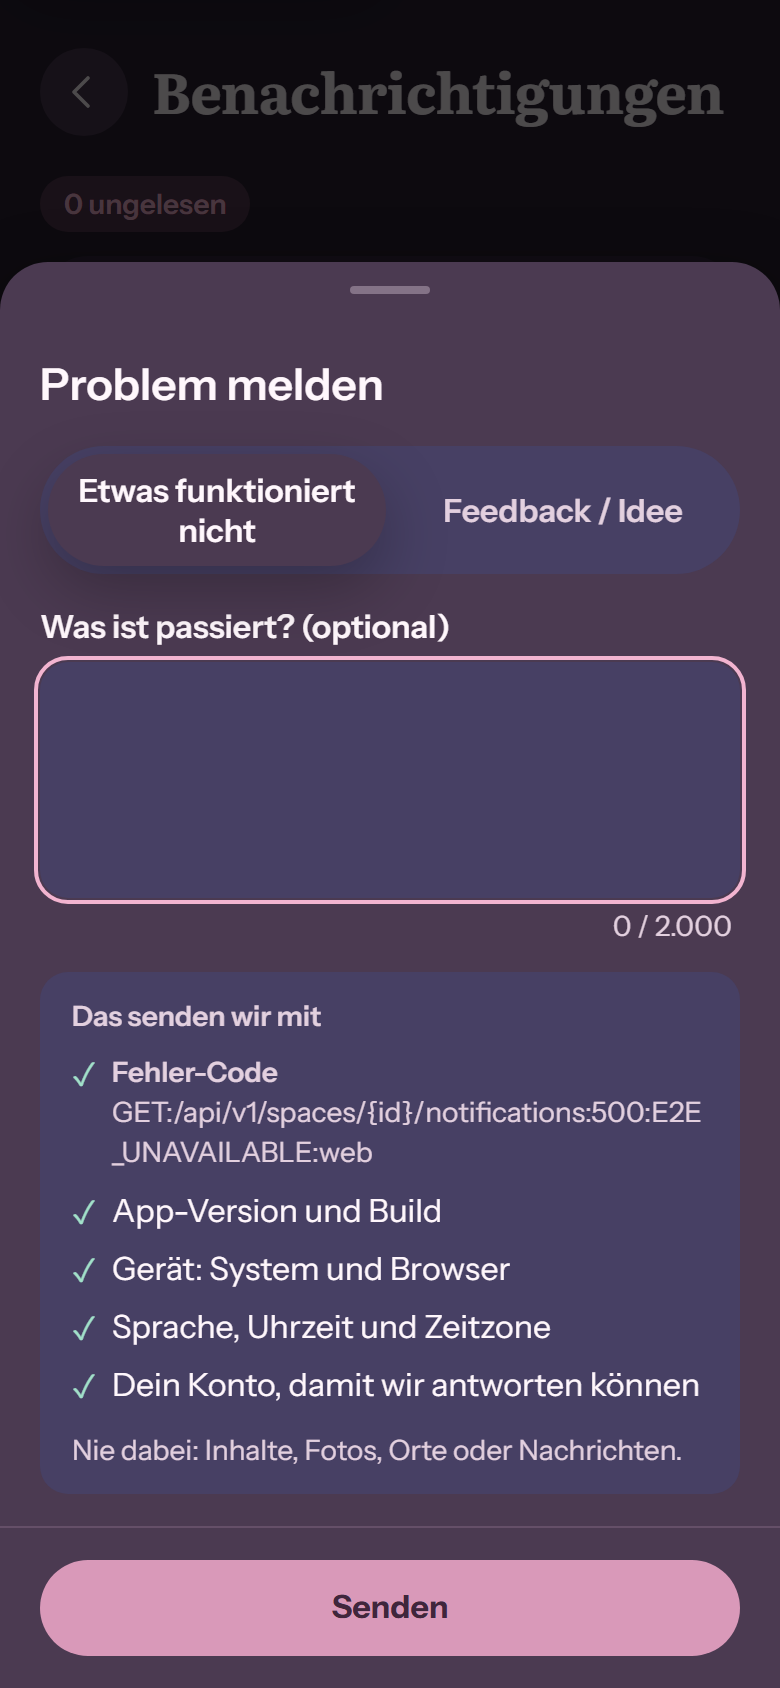 Benachrichtigungen
0 ungelesen
Problem melden
Etwas funktioniert
nicht
Feedback / Idee
Was ist passiert? (optional)
0 / 2.000
Das senden wir mit
✓ Fehler-Code
GET:/api/v1/spaces/{id}/notifications:500:E2E
_UNAVAILABLE:web
✓ App-Version und Build
✓ Gerät: System und Browser
✓ Sprache, Uhrzeit und Zeitzone
✓ Dein Konto, damit wir antworten können
Nie dabei: Inhalte, Fotos, Orte oder Nachrichten.
Senden